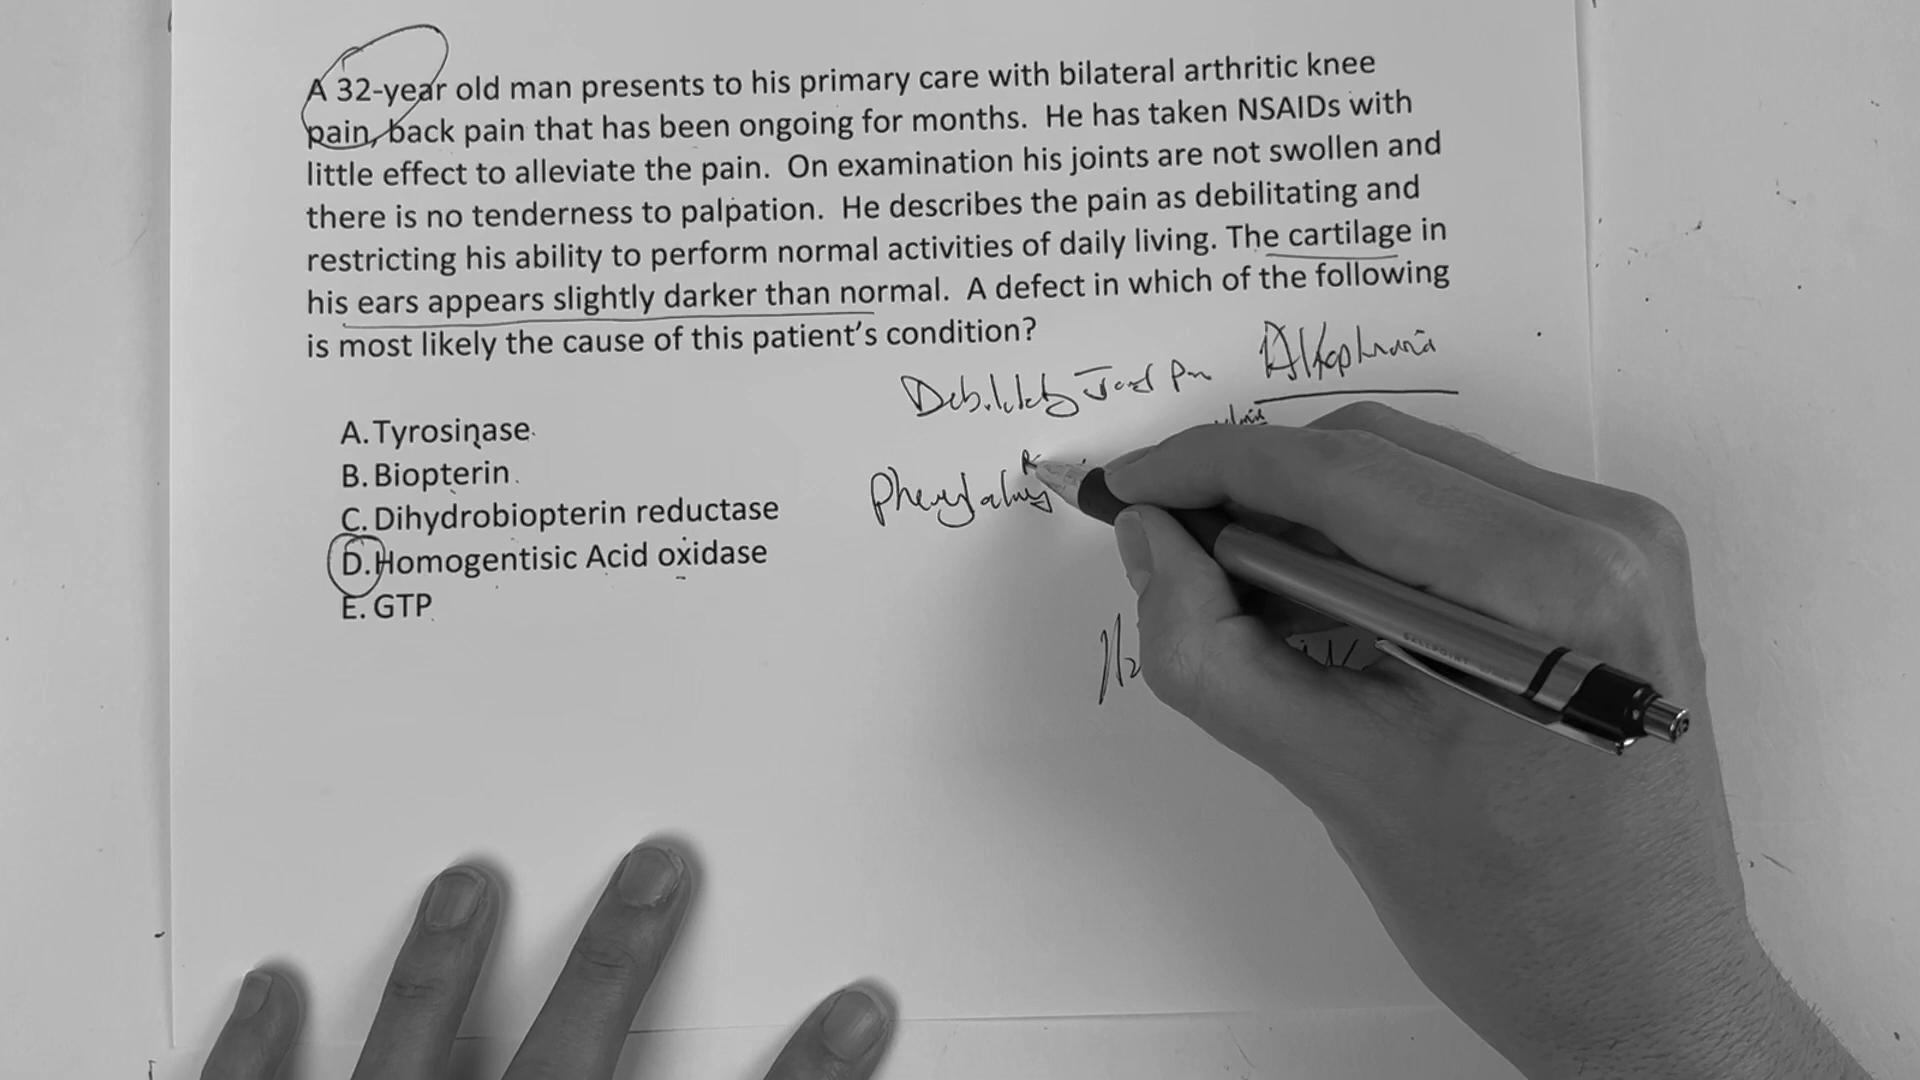 A 32-year old man presents to his primary care with bilateral arthritic knee
pain, back pain that has been ongoing for months. He has taken NSAIDs with
little effect to alleviate the pain. On examination his joints are not swollen and
there is no tenderness to palpation. He describes the pain as debilitating and
restricting his ability to perform normal activities of daily living. The cartilage in
his ears appears slightly darker than normal. A defect in which of the following
is most likely the cause of this patient's condition?
Alkaptonuria
A. Tyrosinase
B. Biopterin
C. Dihydrobiopterin reductase
D. Homogentisic Acid oxidase
E. GTP